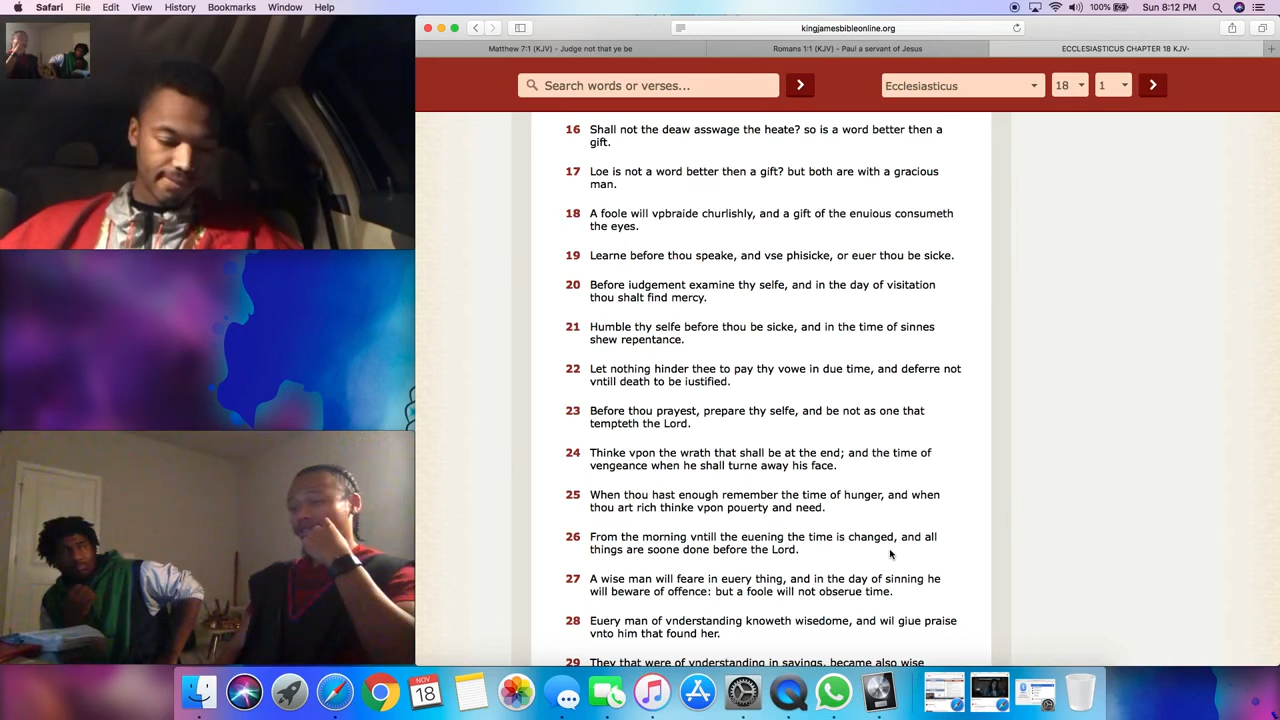 Safari File Edit View History Bookmarks Window Help
100% Sun 8:12 PM
kingjamesbibleonline.org
Matthew 7:1 (KJV) - Judge not that ye be
Romans 1:1 (KJV) - Paul a servant of Jesus
ECCLESIASTICUS CHAPTER 18 KJV-
Search words or verses...
Ecclesiasticus 18 1
16 Shall not the deaw asswage the heate? so is a word better then a
gift.
17 Loe is not a word better then a gift? but both are with a gracious
man.
18 A foole will vpbraide churlishly, and a gift of the enuious consumeth
the eyes.
19 Learne before thou speake, and vse phisicke, or euer thou be sicke.
20 Before iudgement examine thy selfe, and in the day of visitation
thou shalt find mercy.
21 Humble thy selfe before thou be sicke, and in the time of sinnes
shew repentance.
22 Let nothing hinder thee to pay thy vowe in due time, and deferre not
vntill death to be iustified.
23 Before thou prayest, prepare thy selfe, and be not as one that
tempteth the Lord.
24 Thinke vpon the wrath that shall be at the end; and the time of
vengeance when he shall turne away his face.
25 When thou hast enough remember the time of hunger, and when
thou art rich thinke vpon pouerty and need.
26 From the morning vntill the euening the time is changed, and all
things are soone done before the Lord.
27 A wise man will feare in euery thing, and in the day of sinning he
will beware of offence: but a foole will not obserue time.
28 Euery man of vnderstanding knoweth wisedome, and wil giue praise
vnto him that found her.
29 They that were of vnderstanding in sayings, became also wise
NOV
18